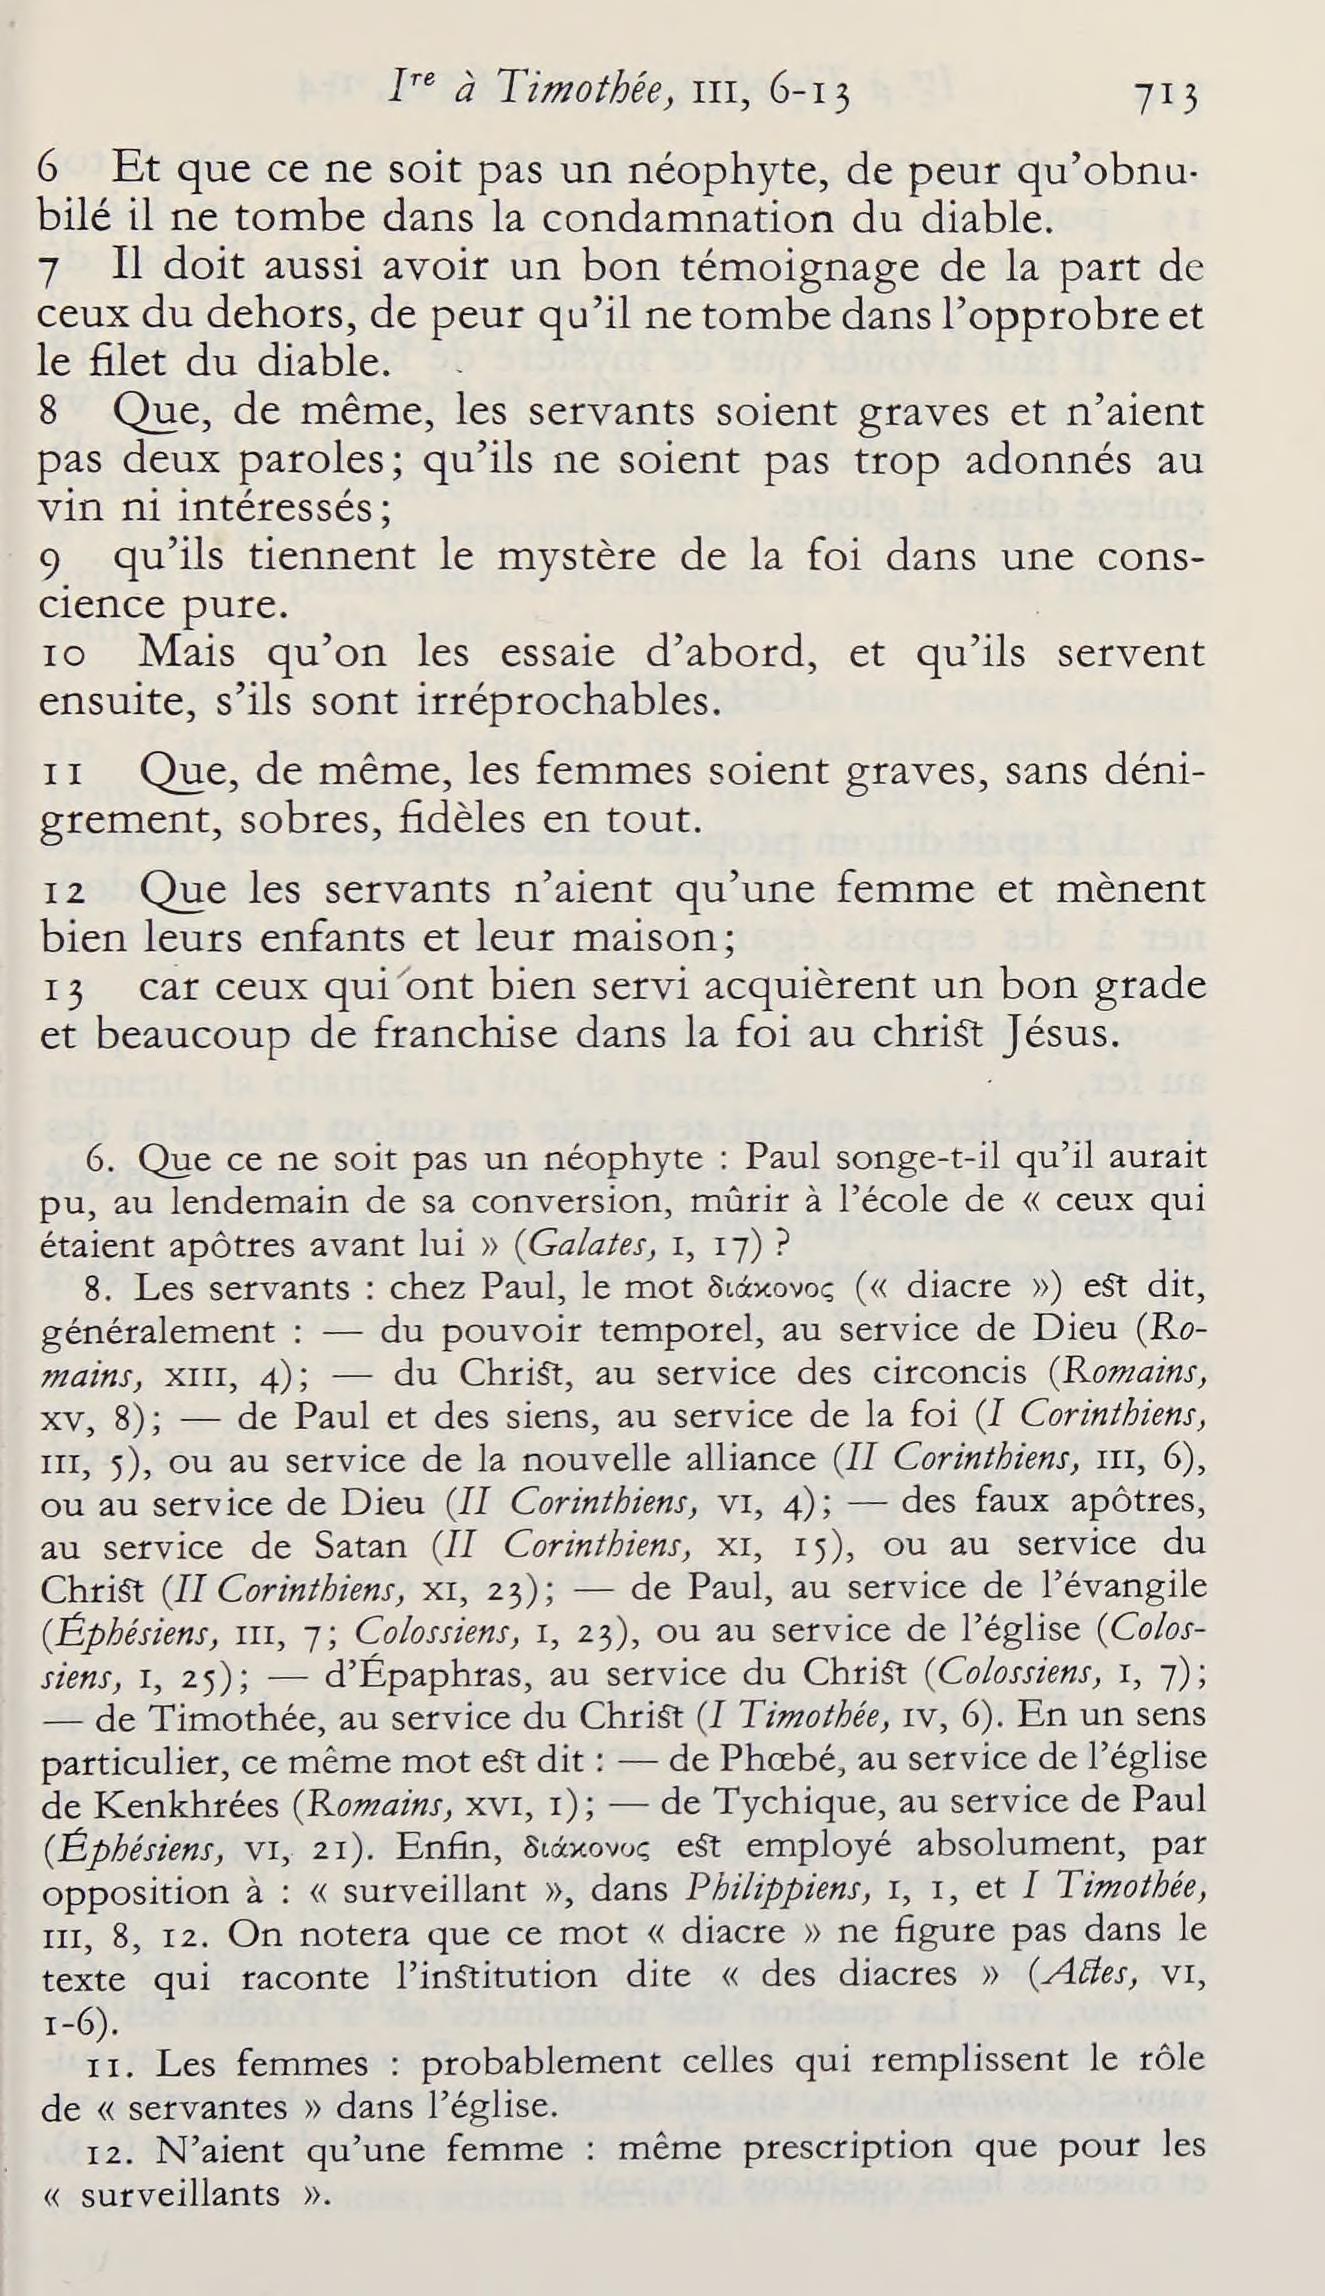 Iʳᵉ à Timothée, III, 6-13 713
6 Et que ce ne soit pas un néophyte, de peur qu'obnu-
bilé il ne tombe dans la condamnation du diable.
7 Il doit aussi avoir un bon témoignage de la part de
ceux du dehors, de peur qu'il ne tombe dans l'opprobre et
le filet du diable.
8 Que, de même, les servants soient graves et n'aient
pas deux paroles; qu'ils ne soient pas trop adonnés au
vin ni intéressés;
9 qu'ils tiennent le mystère de la foi dans une cons-
cience pure.
10 Mais qu'on les essaie d'abord, et qu'ils servent
ensuite, s'ils sont irréprochables.
11 Que, de même, les femmes soient graves, sans déni-
grement, sobres, fidèles en tout.
12 Que les servants n'aient qu'une femme et mènent
bien leurs enfants et leur maison;
13 car ceux qui ont bien servi acquièrent un bon grade
et beaucoup de franchise dans la foi au christ Jésus.
6. Que ce ne soit pas un néophyte : Paul songe-t-il qu'il aurait
pu, au lendemain de sa conversion, mûrir à l'école de « ceux qui
étaient apôtres avant lui » (Galates, I, 17) ?
8. Les servants : chez Paul, le mot διάκονος (« diacre ») est dit,
généralement : — du pouvoir temporel, au service de Dieu (Ro-
mains, XIII, 4); — du Christ, au service des circoncis (Romains,
XV, 8); — de Paul et des siens, au service de la foi (I Corinthiens,
III, 5), ou au service de la nouvelle alliance (II Corinthiens, III, 6),
ou au service de Dieu (II Corinthiens, VI, 4); — des faux apôtres,
au service de Satan (II Corinthiens, XI, 15), ou au service du
Christ (II Corinthiens, XI, 23); — de Paul, au service de l'évangile
(Éphésiens, III, 7; Colossiens, I, 23), ou au service de l'église (Colos-
siens, I, 25); — d'Épaphras, au service du Christ (Colossiens, I, 7);
— de Timothée, au service du Christ (I Timothée, IV, 6). En un sens
particulier, ce même mot est dit : — de Phœbé, au service de l'église
de Kenkhrées (Romains, XVI, 1); — de Tychique, au service de Paul
(Éphésiens, VI, 21). Enfin, διάκονος est employé absolument, par
opposition à : « surveillant », dans Philippiens, I, 1, et I Timothée,
III, 8, 12. On notera que ce mot « diacre » ne figure pas dans le
texte qui raconte l'institution dite « des diacres » (Actes, VI,
1-6).
11. Les femmes : probablement celles qui remplissent le rôle
de « servantes » dans l'église.
12. N'aient qu'une femme : même prescription que pour les
« surveillants ».